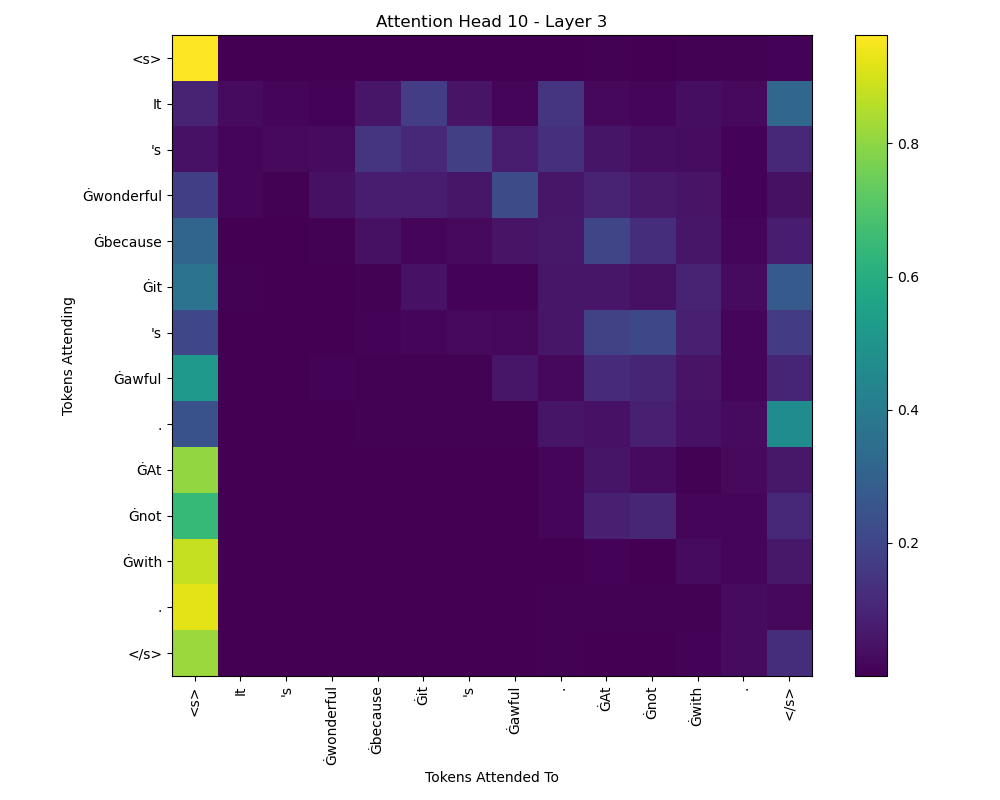 Attention Head 10 - Layer 3
<s>
It
's
Ġwonderful
Ġbecause
Ġit
's
Ġawful
.
ĠAt
Ġnot
Ġwith
.
</s>
Tokens Attending
<s>
It
's
Ġwonderful
Ġbecause
Ġit
's
Ġawful
.
ĠAt
Ġnot
Ġwith
.
</s>
Tokens Attended To
0.8
0.6
0.4
0.2